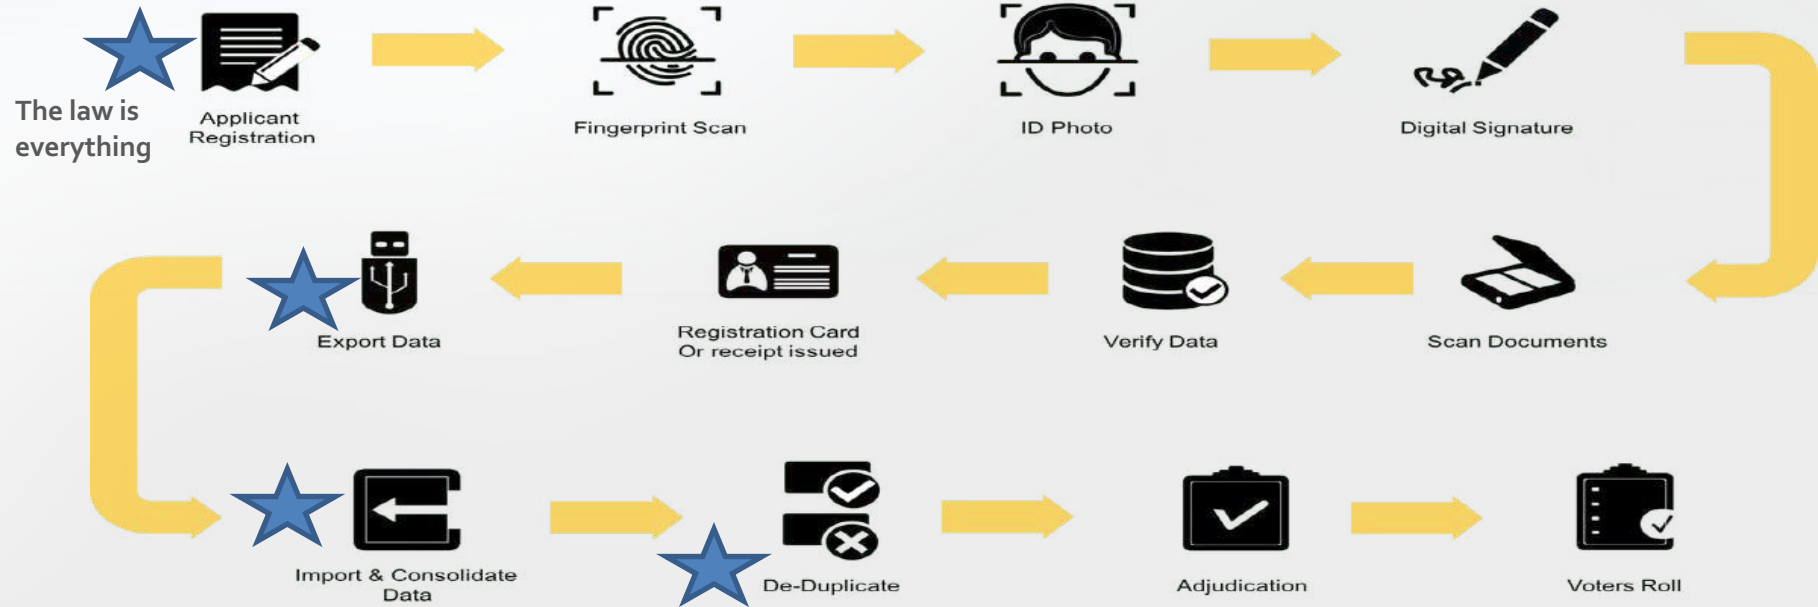 The law is
everything
Applicant
Registration
Fingerprint Scan
ID Photo
Digital Signature
Export Data
Registration Card
Or receipt issued
Verify Data
Scan Documents
Import & Consolidate
Data
De-Duplicate
Adjudication
Voters Roll